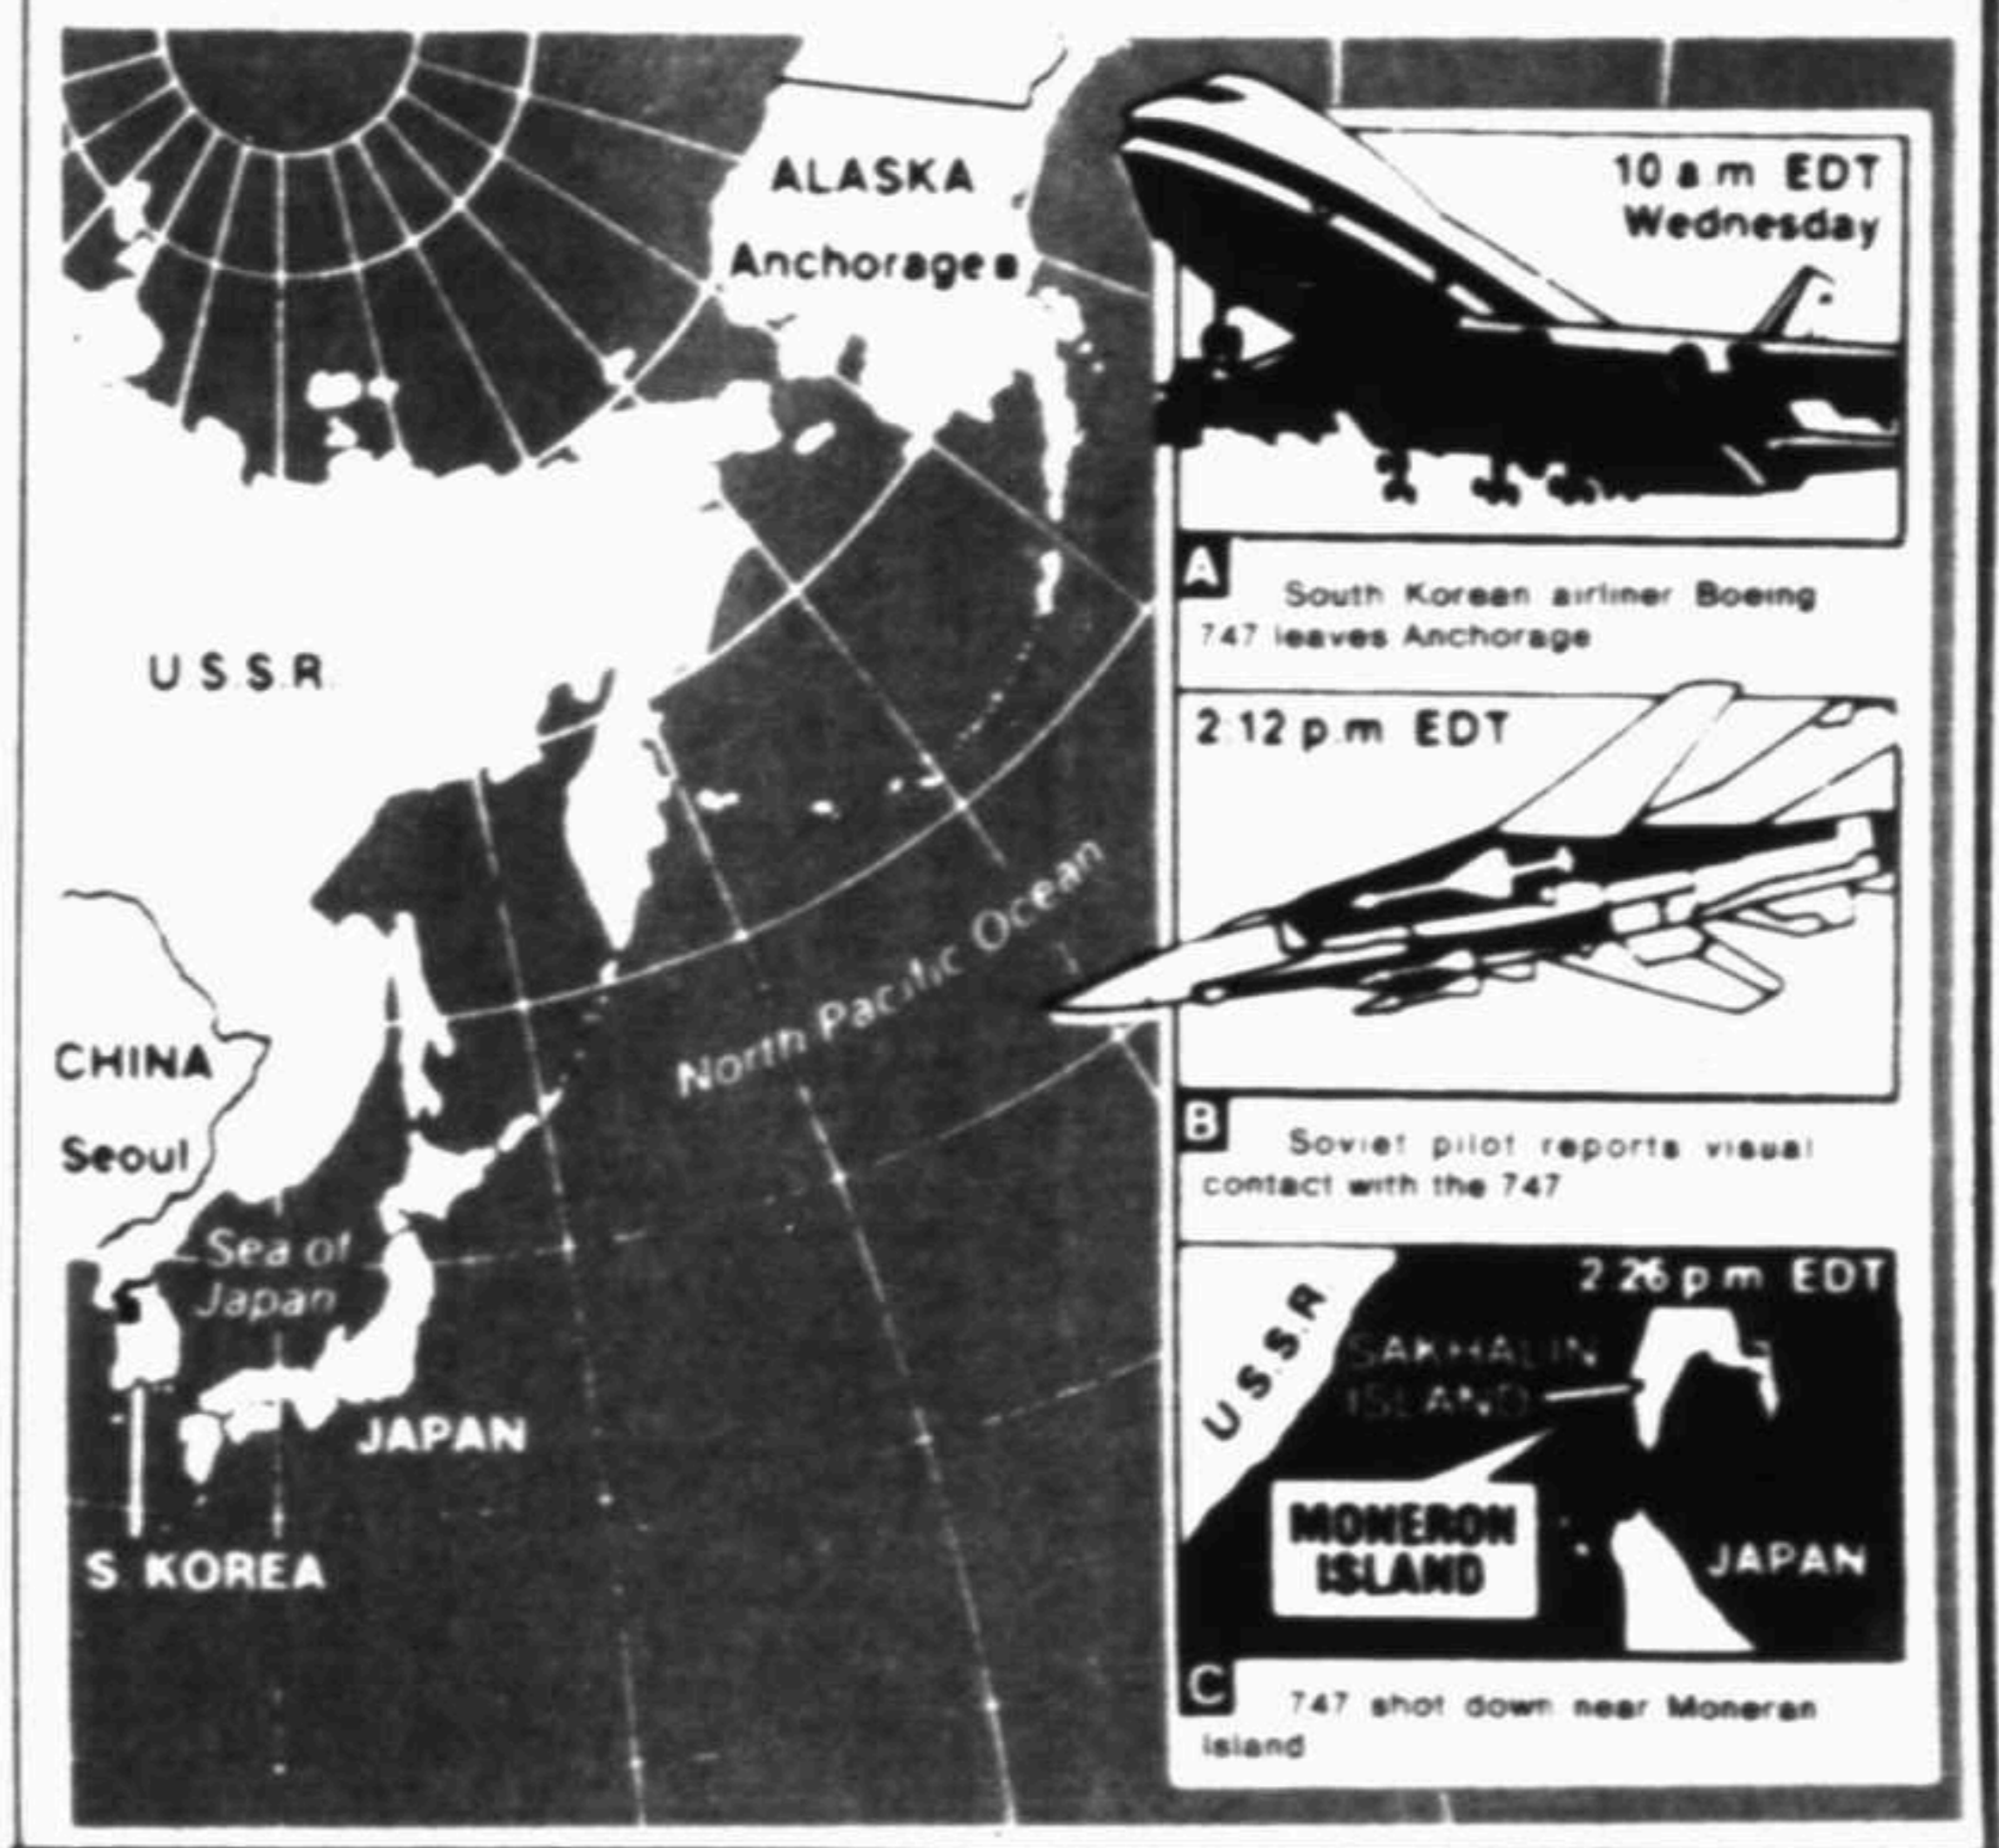 ALASKA
Anchorage
U.S.S.R.
CHINA
Seoul
Sea of
Japan
JAPAN
S. KOREA
North Pacific Ocean
10 a m EDT
Wednesday
A
South Korean airliner Boeing
747 leaves Anchorage
2:12 p.m EDT
B
Soviet pilot reports visual
contact with the 747
2 26 p m EDT
U.S.S.R
SAKHALIN
ISLAND
MONERON
ISLAND
JAPAN
C
747 shot down near Moneran
island